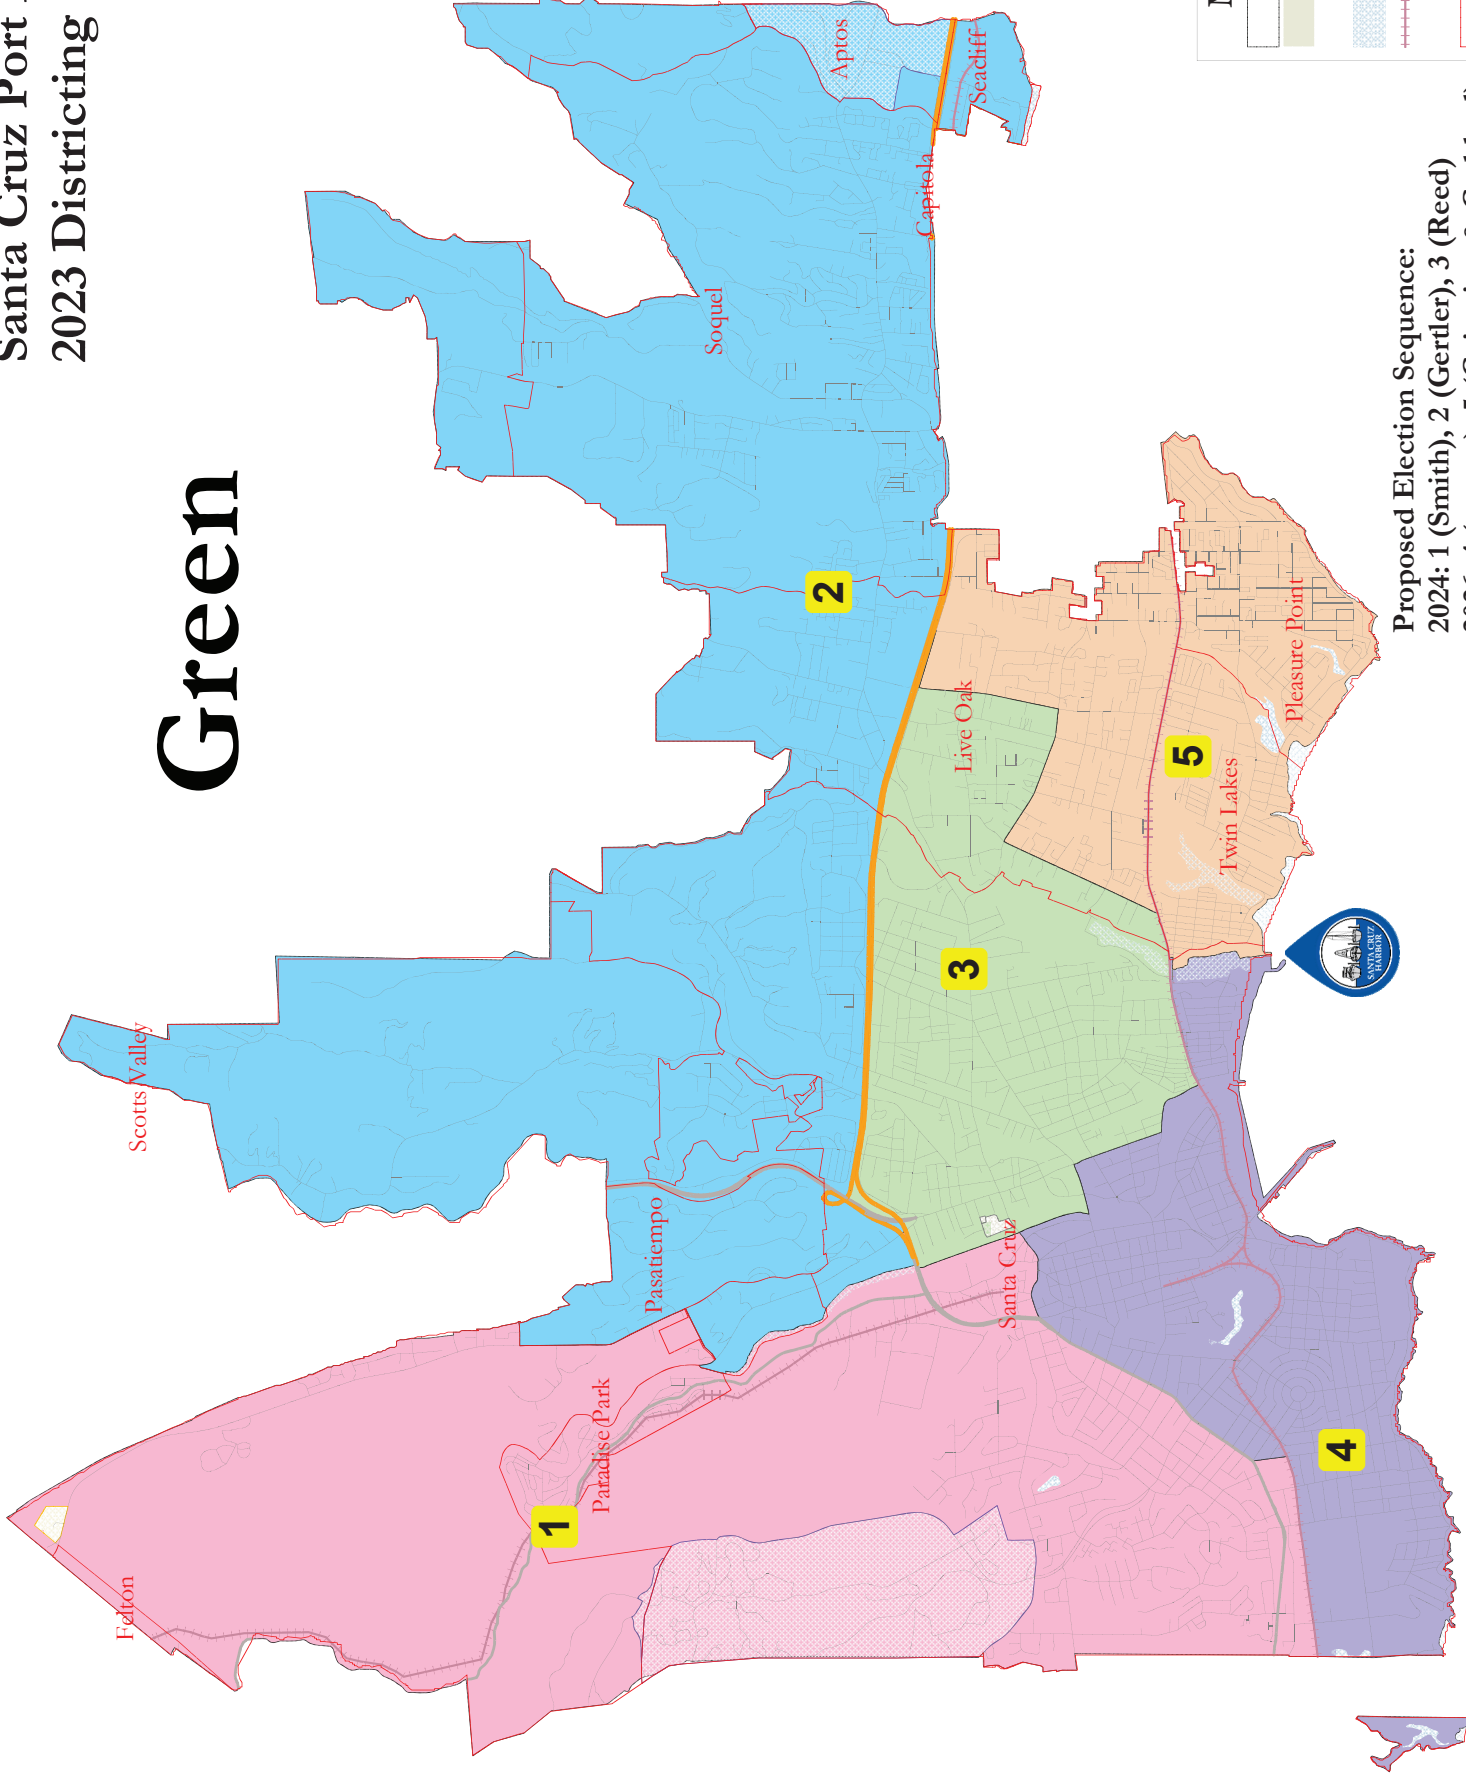 Santa Cruz Port
2023 Districting
Green
Scotts Valley
Felton
Pasatiempo
Paradise Park
Soquel
Aptos
Seacliff
Capitola
Live Oak
Santa Cruz
Twin Lakes
Pleasure Point
1
2
3
4
5
SANTA CRUZ
HARBOR
Proposed Election Sequence:
2024: 1 (Smith), 2 (Gertler), 3 (Reed)